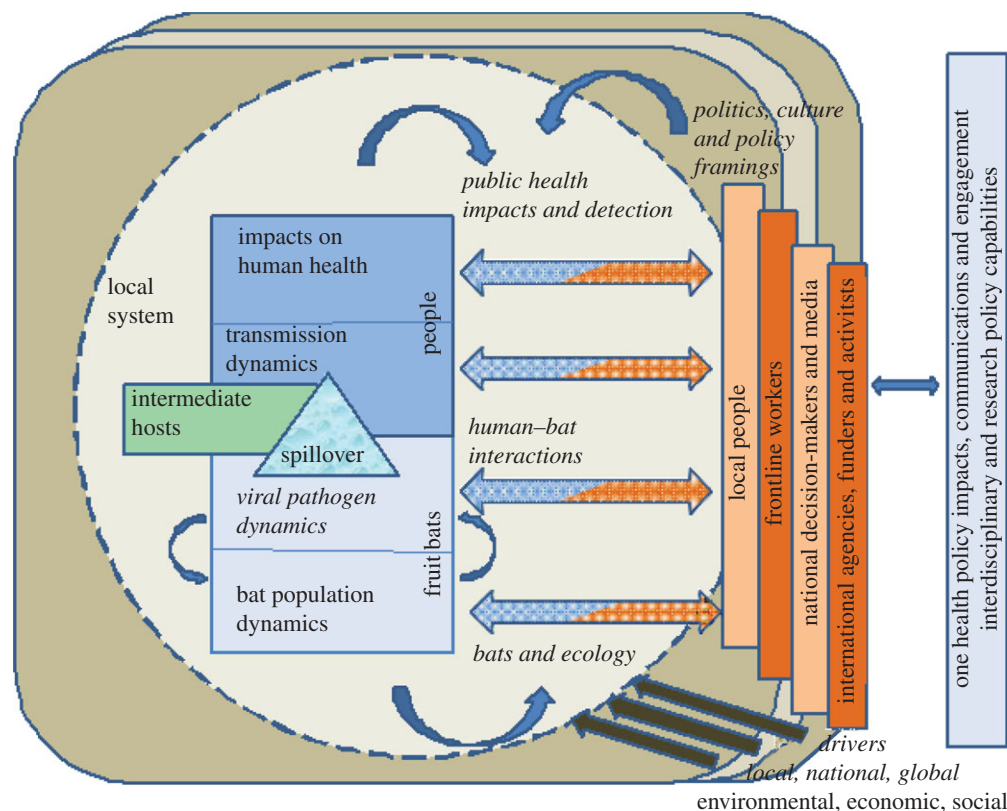 politics, culture
and policy
framings
public health
impacts and detection
impacts on
human health
people
local
system
transmission
dynamics
intermediate
hosts
spillover
human–bat
interactions
viral pathogen
dynamics
fruit bats
bat population
dynamics
bats and ecology
local people
frontline workers
national decision-makers and media
international agencies, funders and activitsts
one health policy impacts, communications and engagement
interdisciplinary and research policy capabilities
drivers
local, national, global
environmental, economic, social